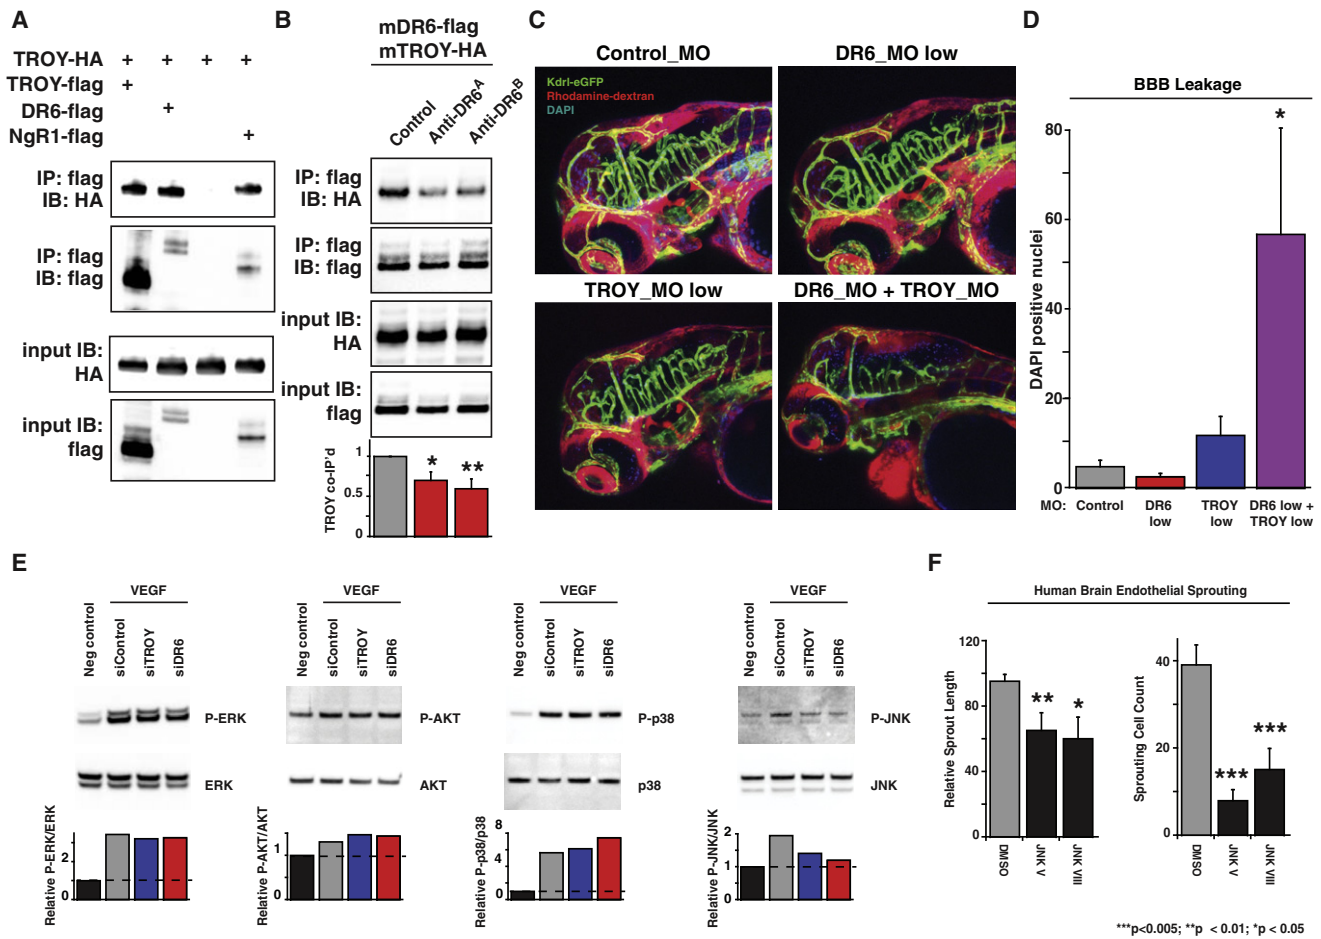 A
TROY-HA + + + +
TROY-flag +
DR6-flag +
NgR1-flag +
IP: flag
IB: HA
IP: flag
IB: flag
input IB:
HA
input IB:
flag
B
mDR6-flag
mTROY-HA
Control
Anti-DR6A
Anti-DR6B
IP: flag
IB: HA
IP: flag
IB: flag
input IB:
HA
input IB:
flag
TROY co-IP'd
1
0.5
0
*
**
C
Control_MO
DR6_MO low
Kdrl-eGFP
Rhodamine-dextran
DAPI
TROY_MO low
DR6_MO + TROY_MO
D
BBB Leakage
DAPI positive nuclei
80
60
40
20
0
*
MO: Control
DR6
low
TROY
low
DR6 low +
TROY low
E
VEGF
Neg control
siControl
siTROY
siDR6
P-ERK
ERK
Relative P-ERK/ERK
2
1
0
VEGF
Neg control
siControl
siTROY
siDR6
P-AKT
AKT
Relative P-AKT/AKT
1
0
VEGF
Neg control
siControl
siTROY
siDR6
P-p38
p38
Relative P-p38/p38
8
6
4
2
0
VEGF
Neg control
siControl
siTROY
siDR6
P-JNK
JNK
Relative P-JNK/JNK
2
1
0
F
Human Brain Endothelial Sprouting
Relative Sprout Length
120
80
40
0
**
*
DMSO
JNK V
JNK VIII
Sprouting Cell Count
40
20
0
***
***
DMSO
JNK V
JNK VIII
***p<0.005; **p < 0.01; *p < 0.05